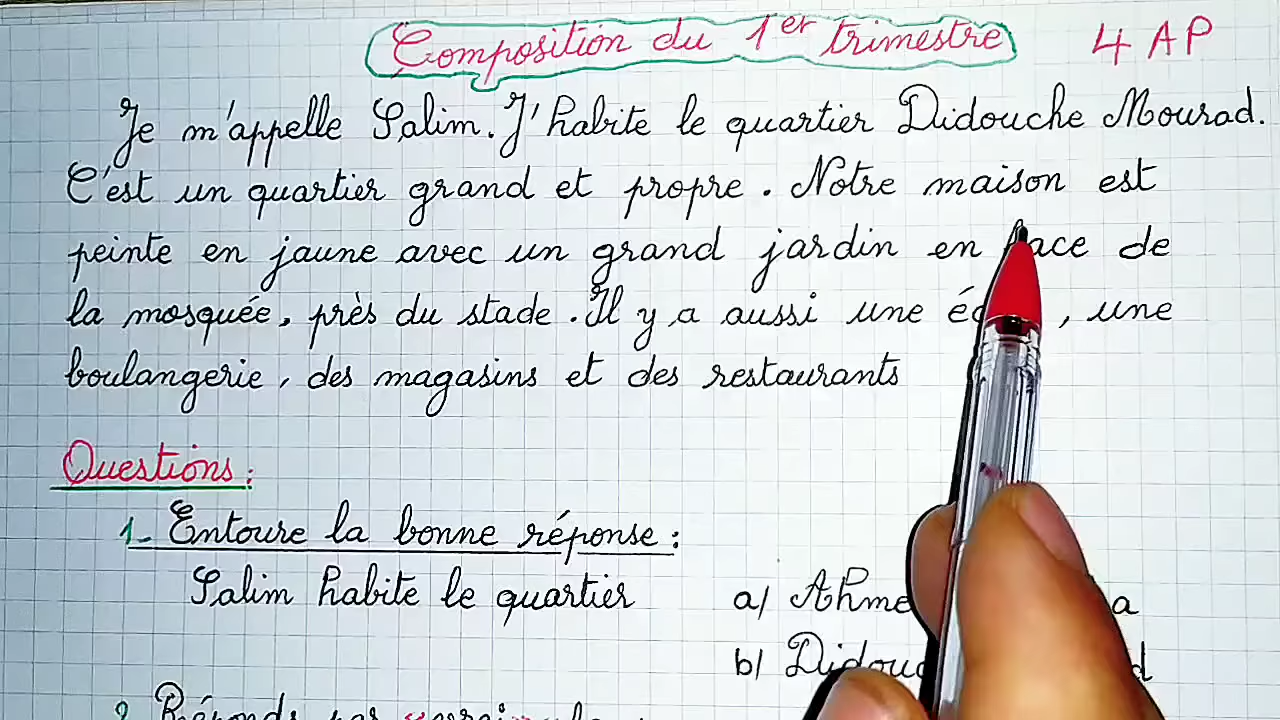 Composition du 1er trimestre 4 AP
Je m'appelle Salim. J'habite le quartier Didouche Mourad.
C'est un quartier grand et propre. Notre maison est
peinte en jaune avec un grand jardin en face de
la mosquée, près du stade. Il y a aussi une , une
boulangerie, des magasins et des restaurants
Questions:
1- Entoure la bonne réponse :
Salim habite le quartier a)
b)
Réponds par